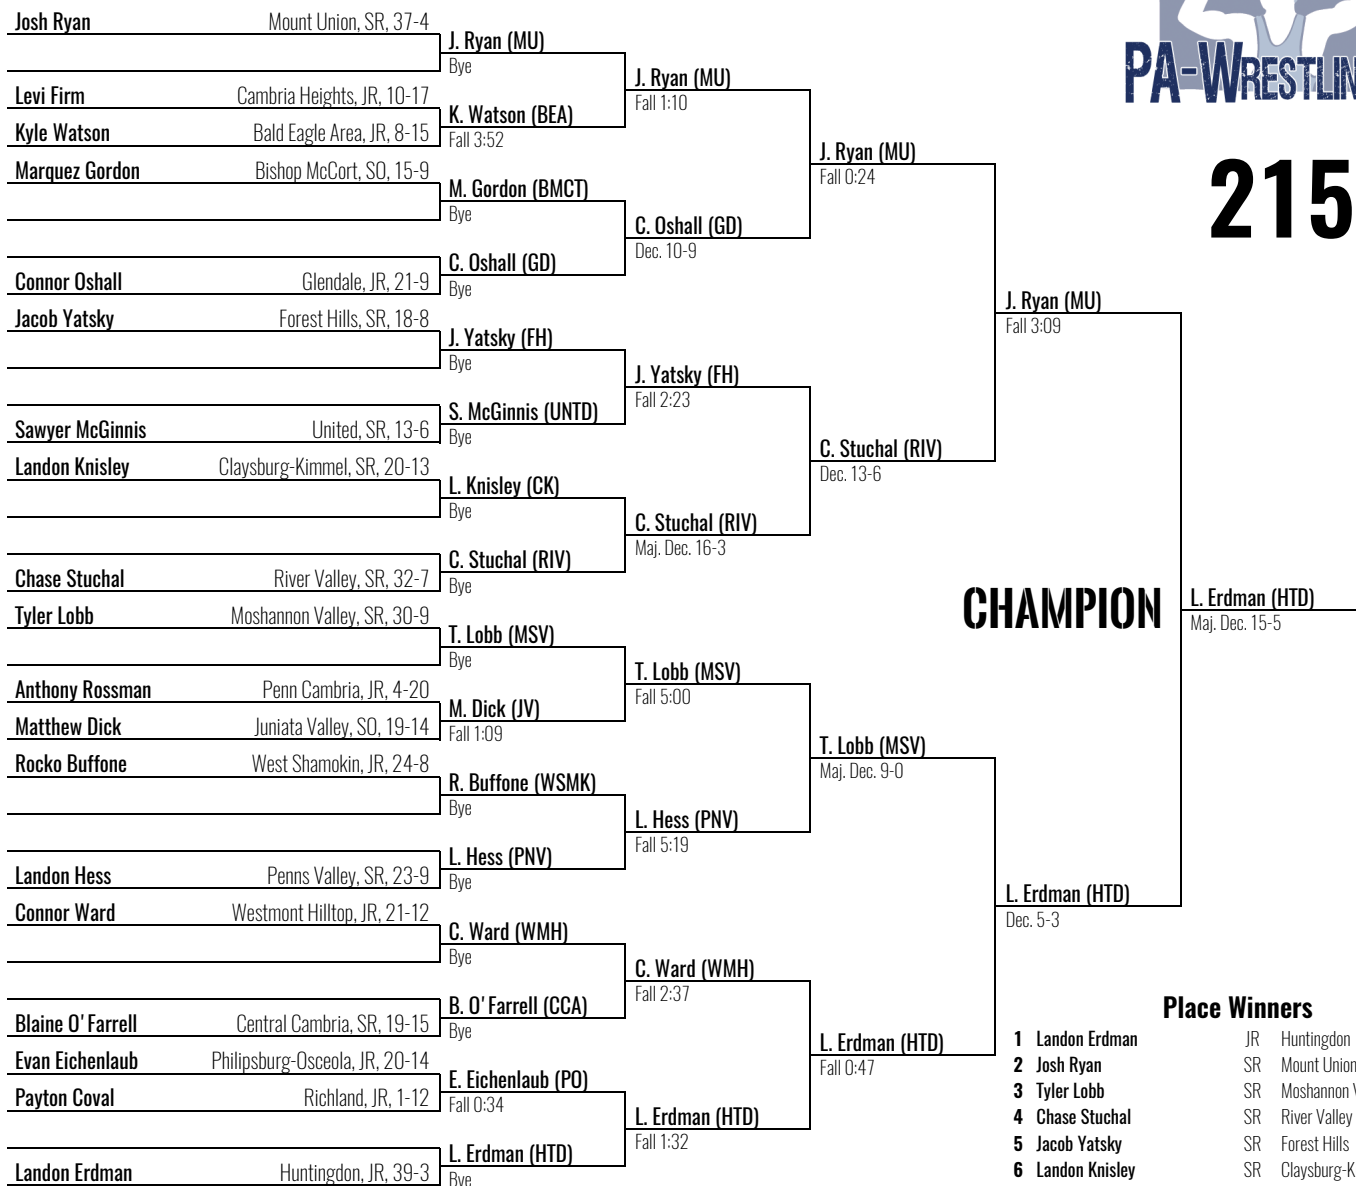 Josh Ryan Mount Union, SR, 37-4
Levi Firm Cambria Heights, JR, 10-17
Kyle Watson Bald Eagle Area, JR, 8-15
Marquez Gordon Bishop McCort, SO, 15-9
Connor Oshall Glendale, JR, 21-9
Jacob Yatsky Forest Hills, SR, 18-8
Sawyer McGinnis United, SR, 13-6
Landon Knisley Claysburg-Kimmel, SR, 20-13
Chase Stuchal River Valley, SR, 32-7
Tyler Lobb Moshannon Valley, SR, 30-9
Anthony Rossman Penn Cambria, JR, 4-20
Matthew Dick Juniata Valley, SO, 19-14
Rocko Buffone West Shamokin, JR, 24-8
Landon Hess Penns Valley, SR, 23-9
Connor Ward Westmont Hilltop, JR, 21-12
Blaine O'Farrell Central Cambria, SR, 19-15
Evan Eichenlaub Philipsburg-Osceola, JR, 20-14
Payton Coval Richland, JR, 1-12
Landon Erdman Huntingdon, JR, 39-3
J. Ryan (MU)
Bye
K. Watson (BEA)
Fall 3:52
M. Gordon (BMCT)
Bye
C. Oshall (GD)
Bye
J. Yatsky (FH)
Bye
S. McGinnis (UNTD)
Bye
L. Knisley (CK)
Bye
C. Stuchal (RIV)
Bye
T. Lobb (MSV)
Bye
M. Dick (JV)
Fall 1:09
R. Buffone (WSMK)
Bye
L. Hess (PNV)
Bye
C. Ward (WMH)
Bye
B. O'Farrell (CCA)
Bye
E. Eichenlaub (PO)
Fall 0:34
L. Erdman (HTD)
Bye
J. Ryan (MU)
Fall 1:10
C. Oshall (GD)
Dec. 10-9
J. Yatsky (FH)
Fall 2:23
C. Stuchal (RIV)
Maj. Dec. 16-3
T. Lobb (MSV)
Fall 5:00
L. Hess (PNV)
Fall 5:19
C. Ward (WMH)
Fall 2:37
L. Erdman (HTD)
Fall 1:32
J. Ryan (MU)
Fall 0:24
C. Stuchal (RIV)
Dec. 13-6
T. Lobb (MSV)
Maj. Dec. 9-0
L. Erdman (HTD)
Fall 0:47
J. Ryan (MU)
Fall 3:09
L. Erdman (HTD)
Dec. 5-3
CHAMPION
L. Erdman (HTD)
Maj. Dec. 15-5
PA-WRESTLIN
215
Place Winners
1 Landon Erdman JR Huntingdon
2 Josh Ryan SR Mount Union
3 Tyler Lobb SR Moshannon
4 Chase Stuchal SR River Valley
5 Jacob Yatsky SR Forest Hills
6 Landon Knisley SR Claysburg-K